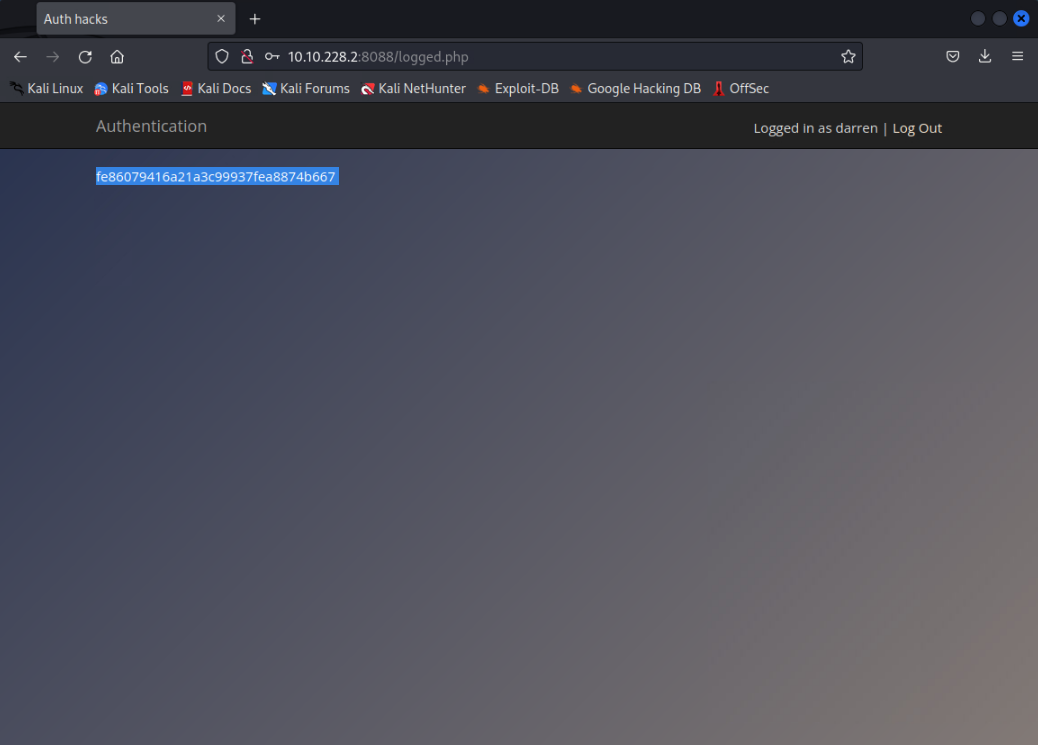 Auth hacks
10.10.228.2:8088/logged.php
Kali Linux Kali Tools Kali Docs Kali Forums Kali NetHunter Exploit-DB Google Hacking DB OffSec
Authentication Logged in as darren | Log Out
fe86079416a21a3c99937fea8874b667